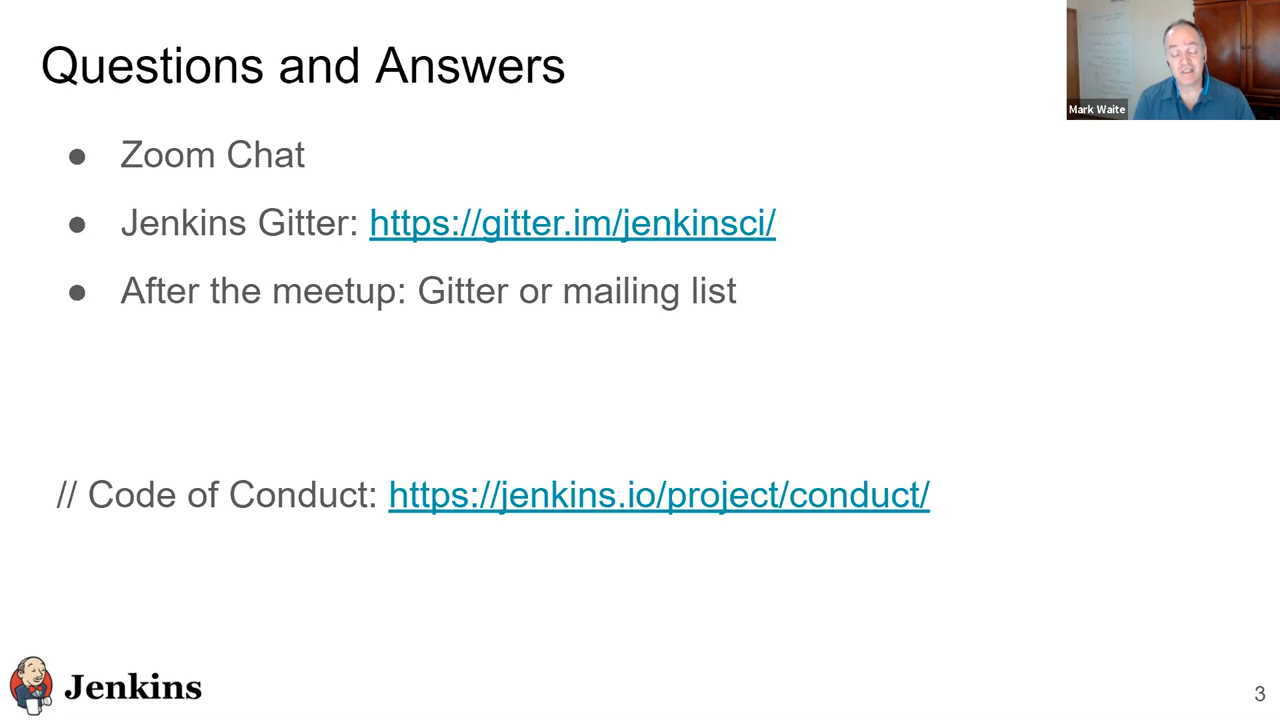 Questions and Answers
Mark Waite
● Zoom Chat
● Jenkins Gitter: https://gitter.im/jenkinsci/
● After the meetup: Gitter or mailing list
// Code of Conduct: https://jenkins.io/project/conduct/
Jenkins
3